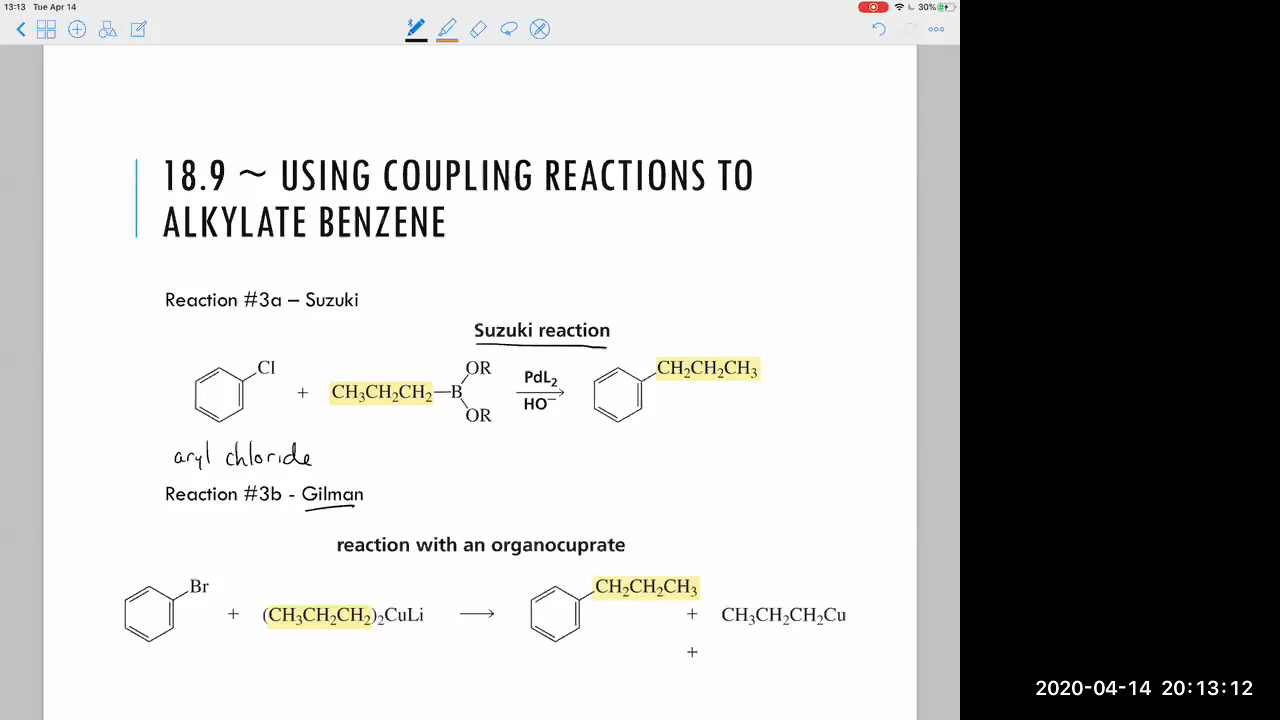 13:13 Tue Apr 14 30%
18.9 ~ USING COUPLING REACTIONS TO
ALKYLATE BENZENE
Reaction #3a – Suzuki
Suzuki reaction
Cl + CH₃CH₂CH₂—B OR OR PdL₂ HO⁻ CH₂CH₂CH₃
aryl chloride
Reaction #3b - Gilman
reaction with an organocuprate
Br + (CH₃CH₂CH₂)₂CuLi ⟶ CH₂CH₂CH₃ + CH₃CH₂CH₂Cu
+
2020-04-14 20:13:12